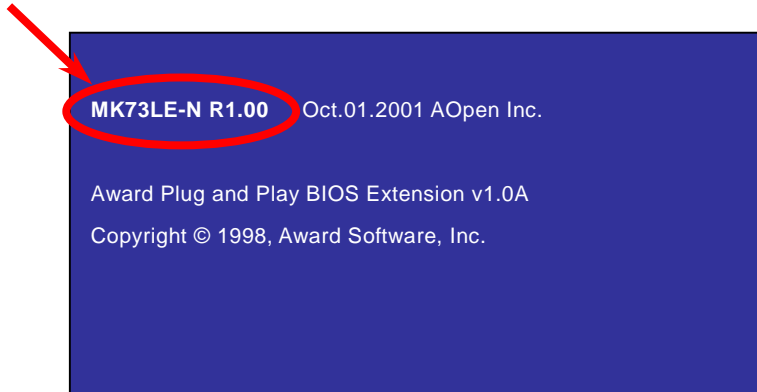 MK73LE-N R1.00 Oct.01.2001 AOpen Inc.
Award Plug and Play BIOS Extension v1.0A
Copyright © 1998, Award Software, Inc.